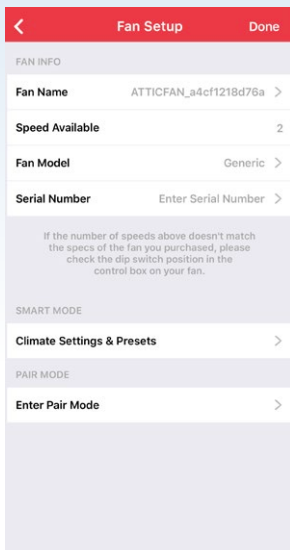 Fan Setup Done
FAN INFO
Fan Name ATTICFAN_a4cf1218d76a
Speed Available 2
Fan Model Generic
Serial Number Enter Serial Number
If the number of speeds above doesn't match
the specs of the fan you purchased, please
check the dip switch position in the
control box on your fan.
SMART MODE
Climate Settings & Presets
PAIR MODE
Enter Pair Mode